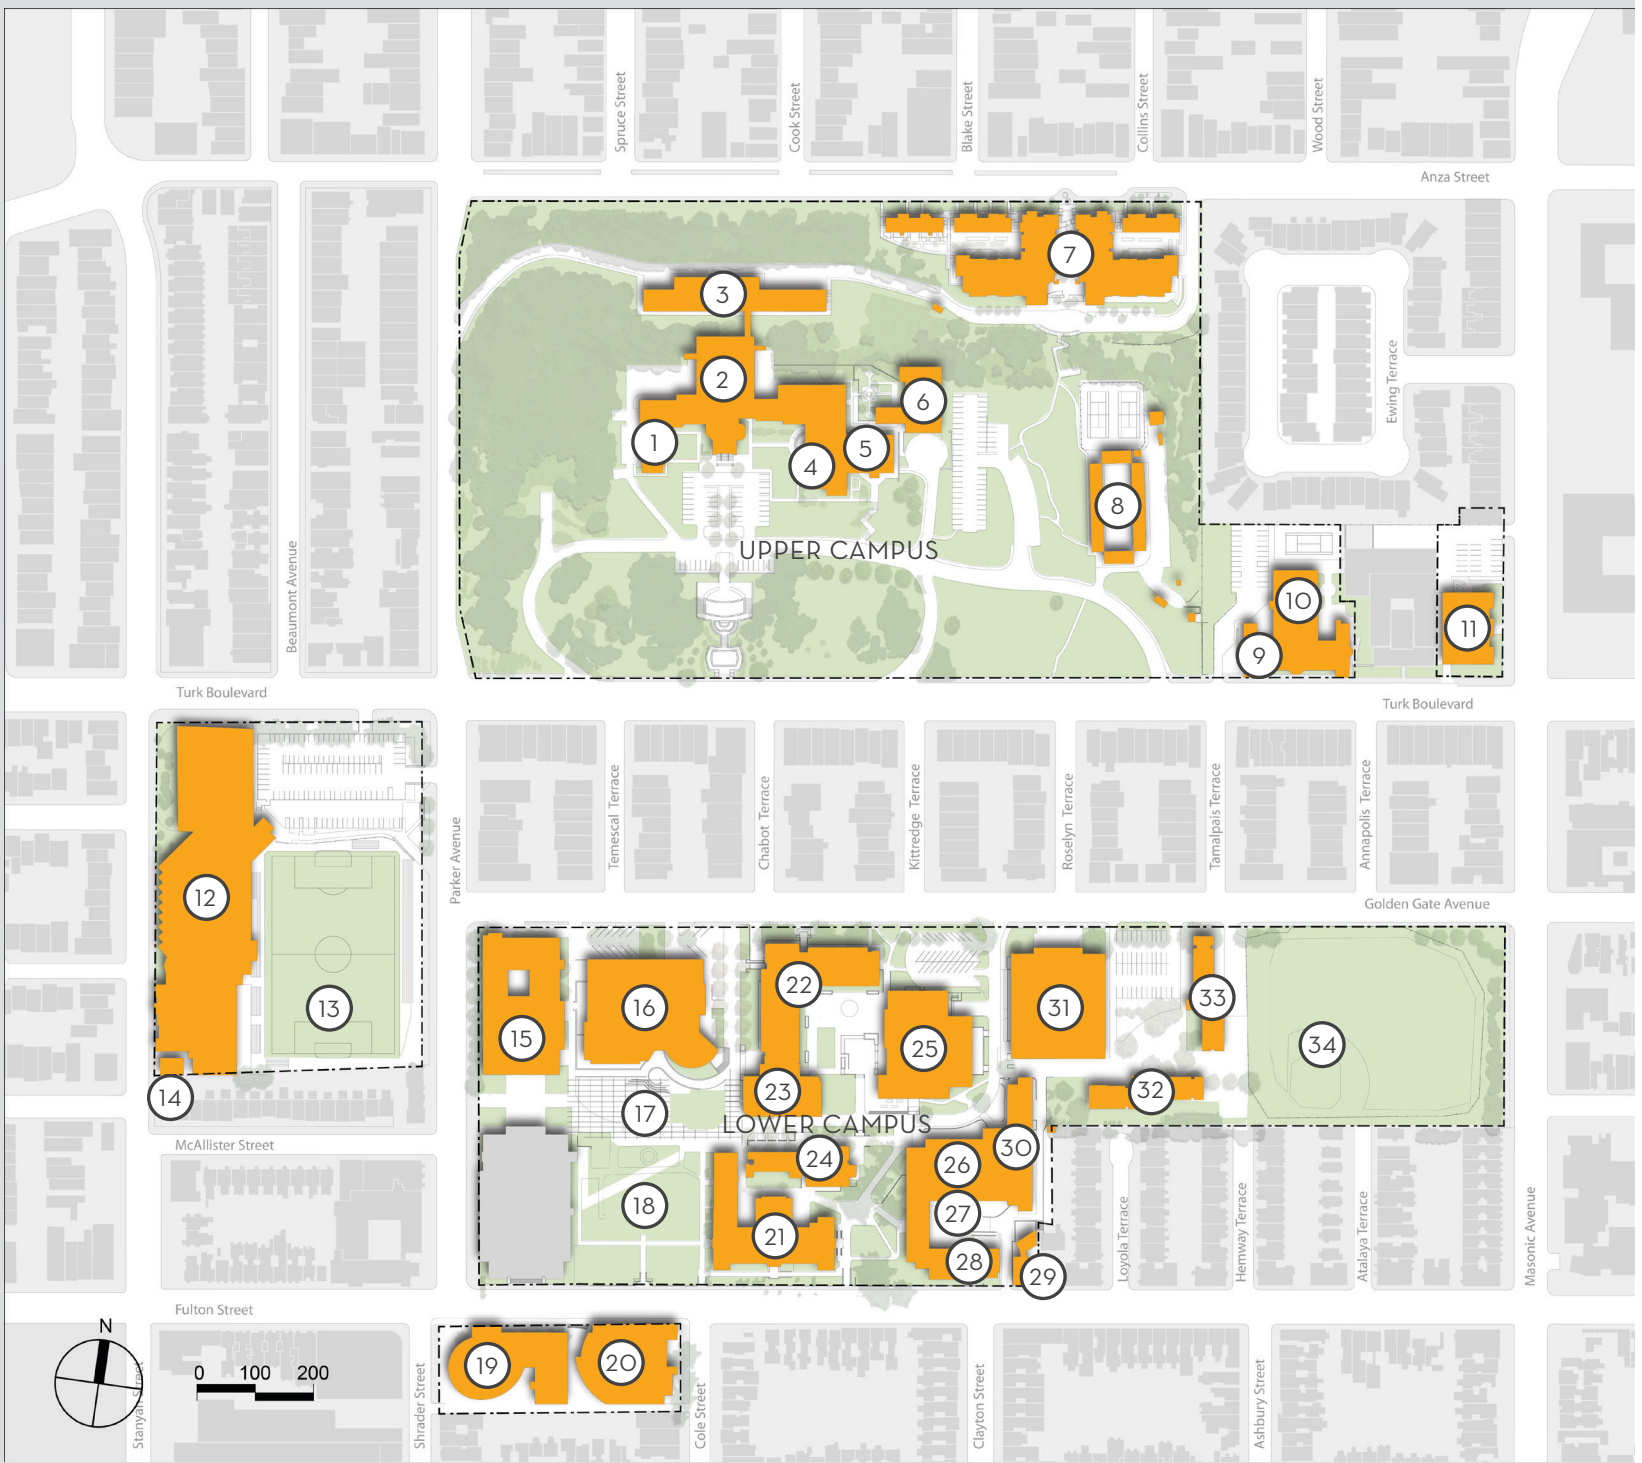 Spruce Street
Cook Street
Blake Street
Collins Street
Wood Street
Anza Street
7
3
2
6
1
5
4
8
Ewing Terrace
UPPER CAMPUS
Beaumont Avenue
10
11
9
Turk Boulevard
Turk Boulevard
Parker Avenue
Temescal Terrace
Chabot Terrace
Kittredge Terrace
Roselyn Terrace
Tamalpais Terrace
Annapolis Terrace
12
Golden Gate Avenue
13
14
15
16
22
25
31
33
34
23
17
32
LOWER CAMPUS
McAllister Street
24
26
30
18
27
21
28
29
Loyola Terrace
Hemway Terrace
Atalaya Terrace
Masonic Avenue
Fulton Street
N
0 100 200
Stanyan Street
Shrader Street
19
20
Cole Street
Clayton Street
Ashbury Street